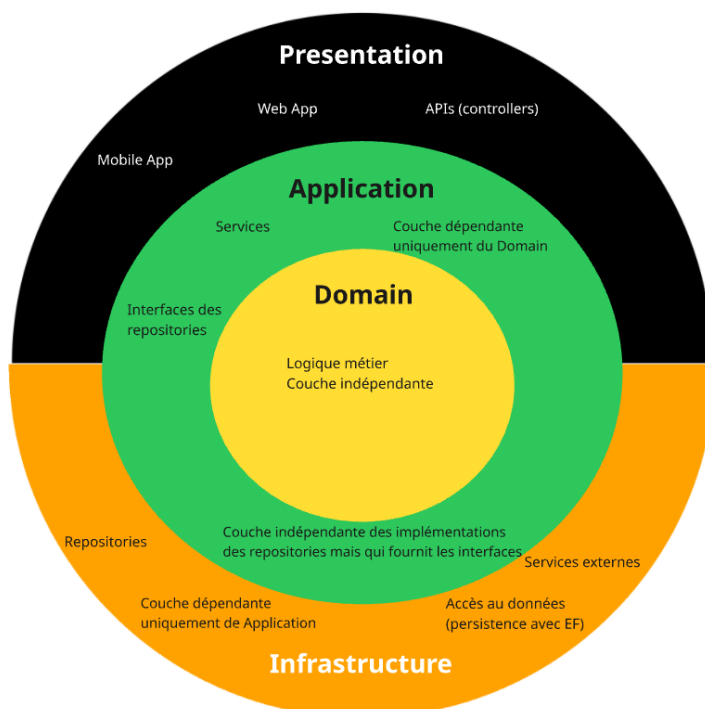 Presentation
Web App
APIs (controllers)
Mobile App
Application
Services
Couche dépendante
uniquement du Domain
Interfaces des
repositories
Domain
Logique métier
Couche indépendante
Couche indépendante des implémentations
des repositories mais qui fournit les interfaces
Repositories
Services externes
Couche dépendante
uniquement de Application
Accès au données
(persistence avec EF)
Infrastructure